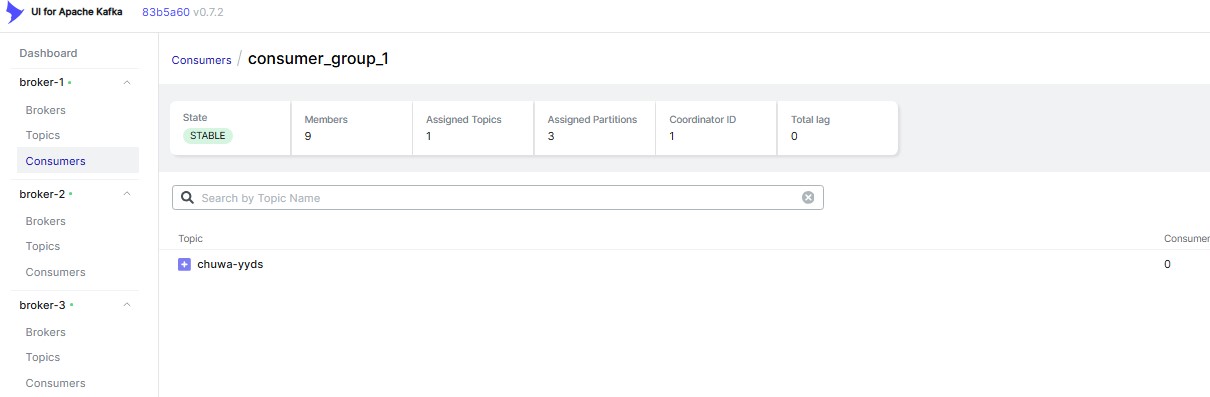 UI for Apache Kafka 83b5a60 v0.7.2
Dashboard
broker-1
Brokers
Topics
Consumers
broker-2
Brokers
Topics
Consumers
broker-3
Brokers
Topics
Consumers
Consumers / consumer_group_1
State
STABLE
Members
9
Assigned Topics
1
Assigned Partitions
3
Coordinator ID
1
Total lag
0
Search by Topic Name
Topic Consumer
chuwa-yyds 0